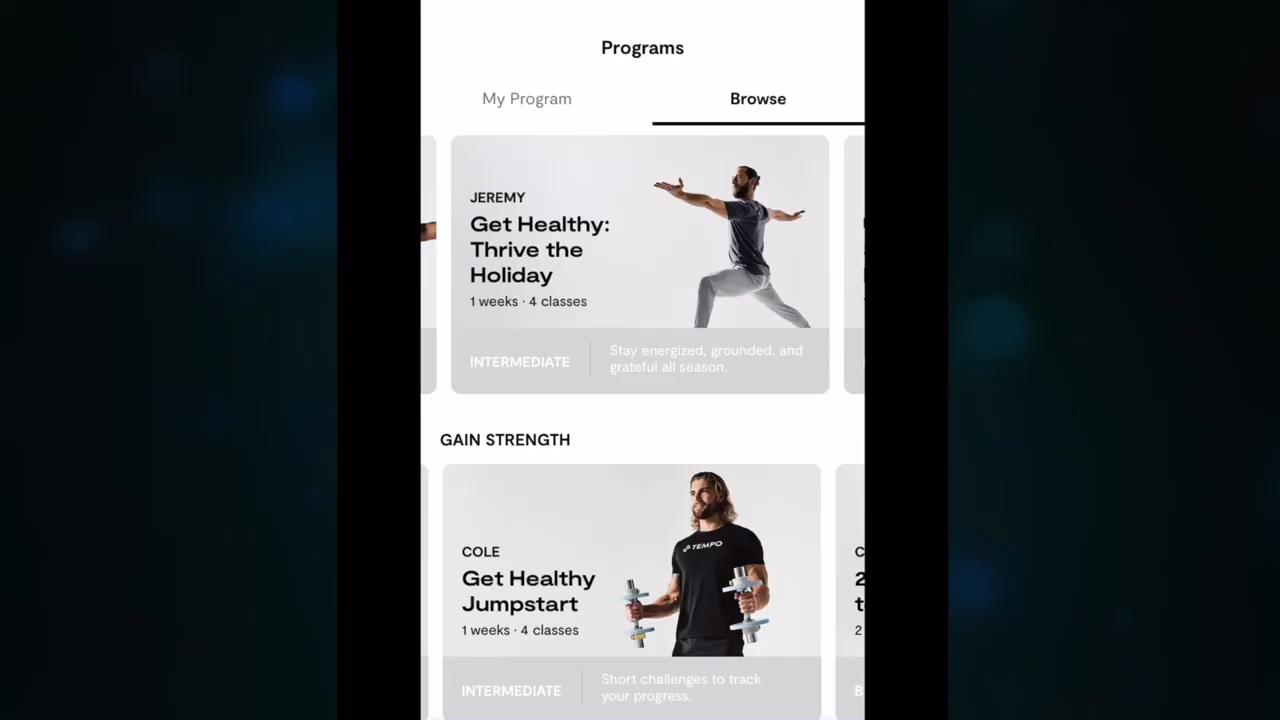 Programs
My Program
Browse
JEREMY
Get Healthy:
Thrive the
Holiday
1 weeks · 4 classes
INTERMEDIATE
Stay energized, grounded, and
grateful all season.
GAIN STRENGTH
TEMPO
COLE
Get Healthy
Jumpstart
1 weeks · 4 classes
INTERMEDIATE
Short challenges to track
your progress.
C
2
t
2
B